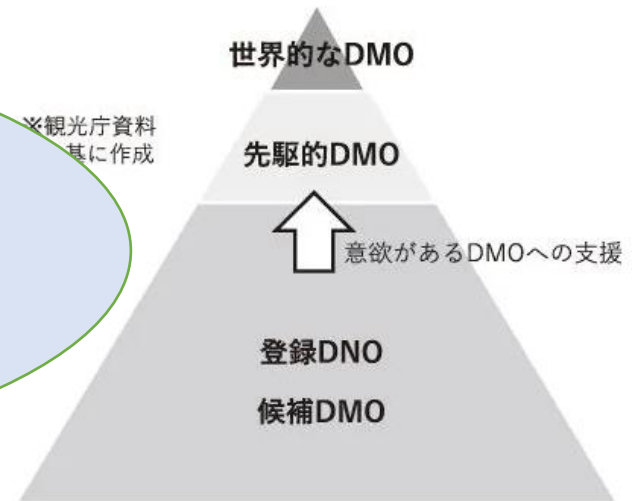 世界的なDMO
※観光庁資料
基に作成
先駆的DMO
意欲があるDMOへの支援
登録DNO
候補DMO